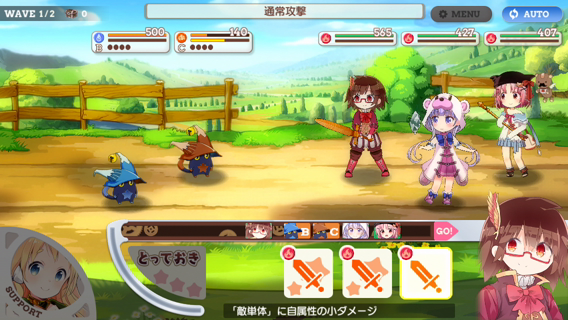 WAVE 1/2 0
通常攻撃
MENU
AUTO
B 500
C 140
565
427
407
B C GO!
とっておき
SUPPORT
「敵単体」に自属性の小ダメージ